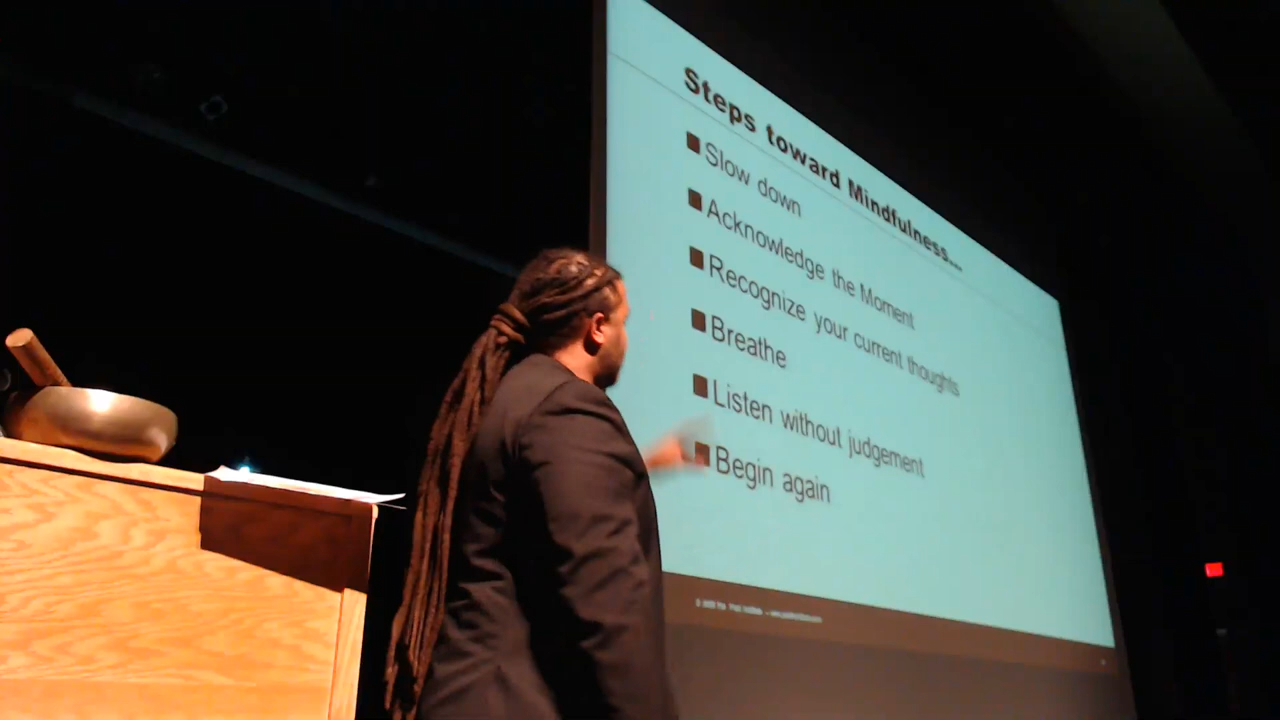 Steps toward Mindfulness...
Slow down
Acknowledge the Moment
Recognize your current thoughts
Breathe
Listen without judgement
Begin again